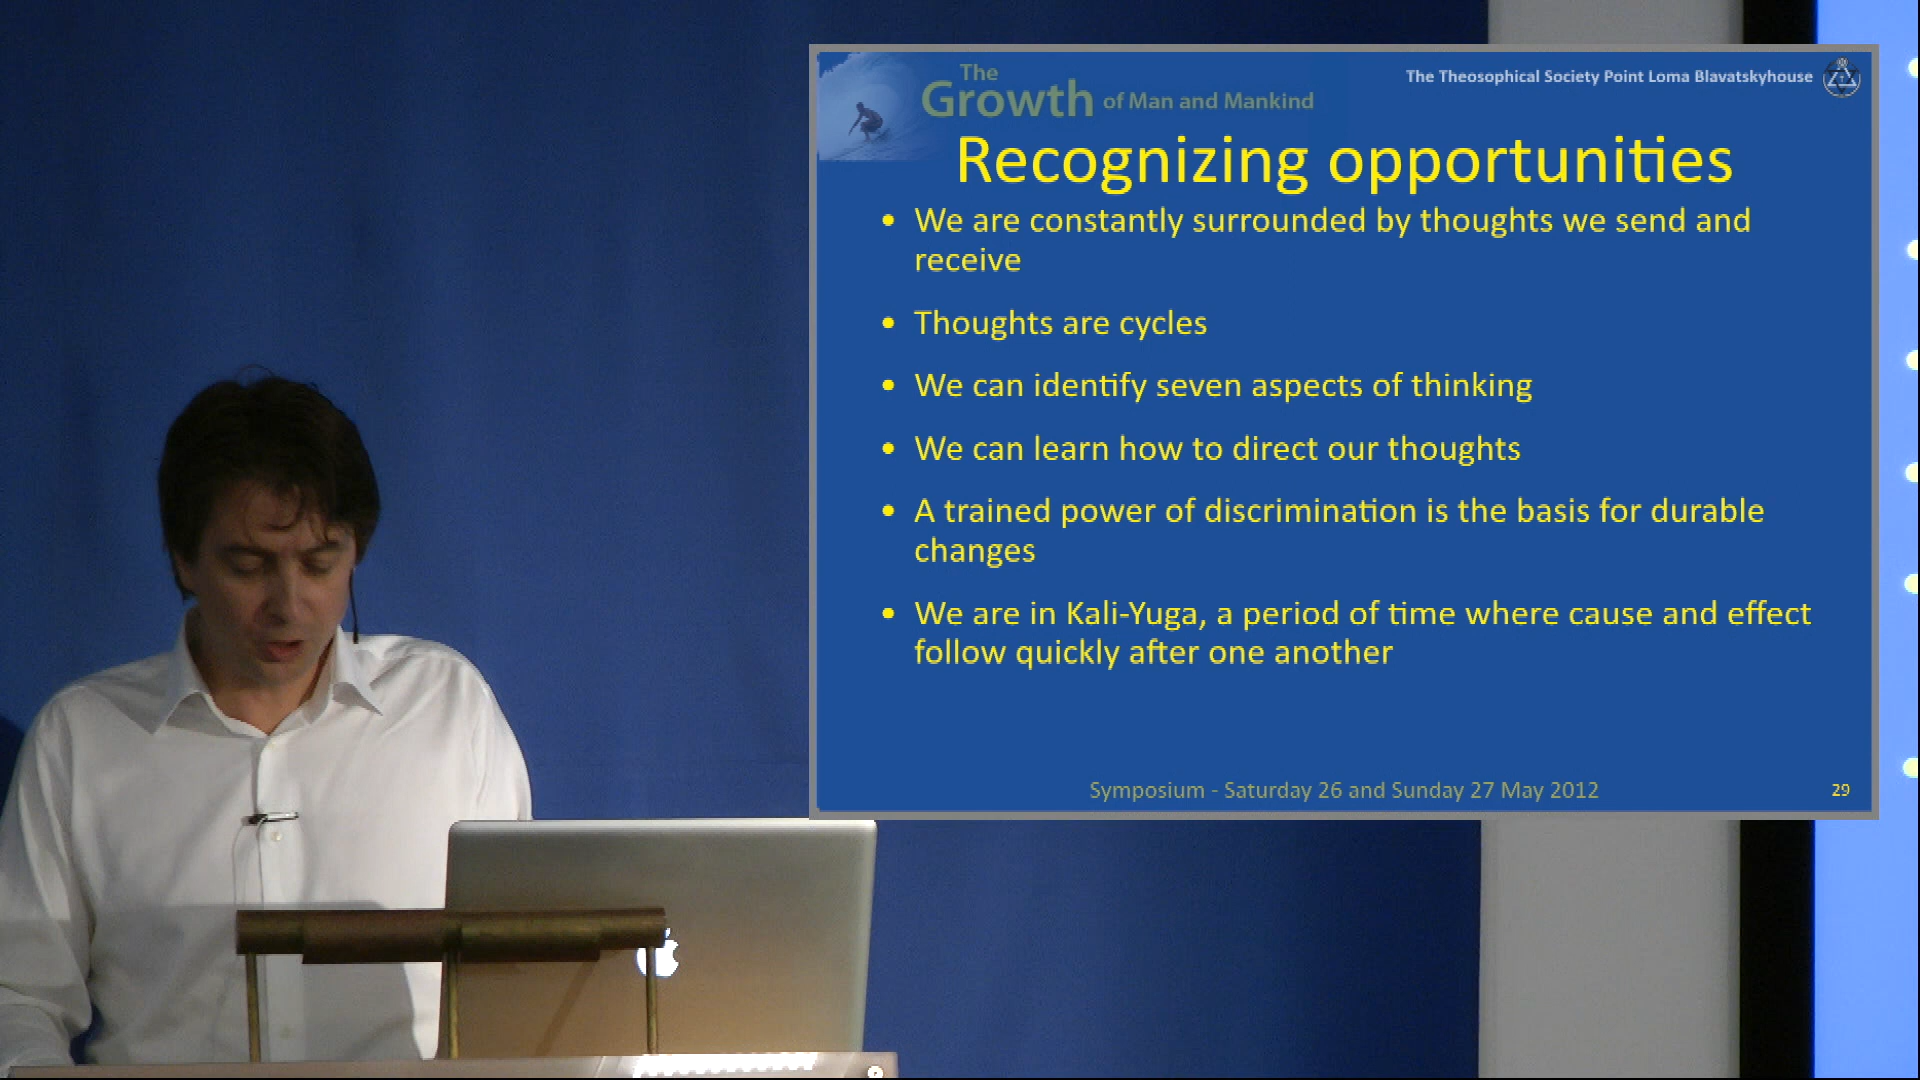 The Theosophical Society Point Loma Blavatskyhouse
The
Growth of Man and Mankind
Recognizing opportunities
• We are constantly surrounded by thoughts we send and
receive
• Thoughts are cycles
• We can identify seven aspects of thinking
• We can learn how to direct our thoughts
• A trained power of discrimination is the basis for durable
changes
• We are in Kali-Yuga, a period of time where cause and effect
follow quickly after one another
Symposium - Saturday 26 and Sunday 27 May 2012
29